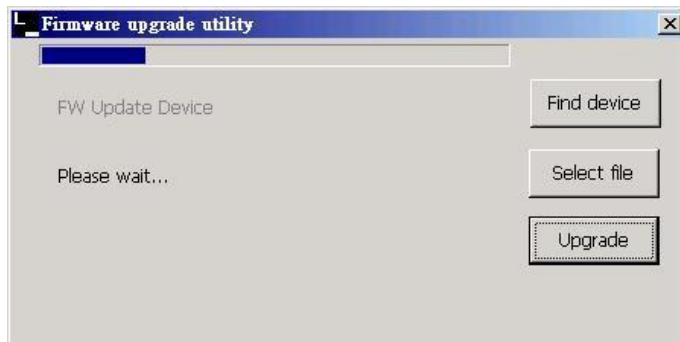 Firmware upgrade utility
FW Update Device
Find device
Please wait...
Select file
Upgrade